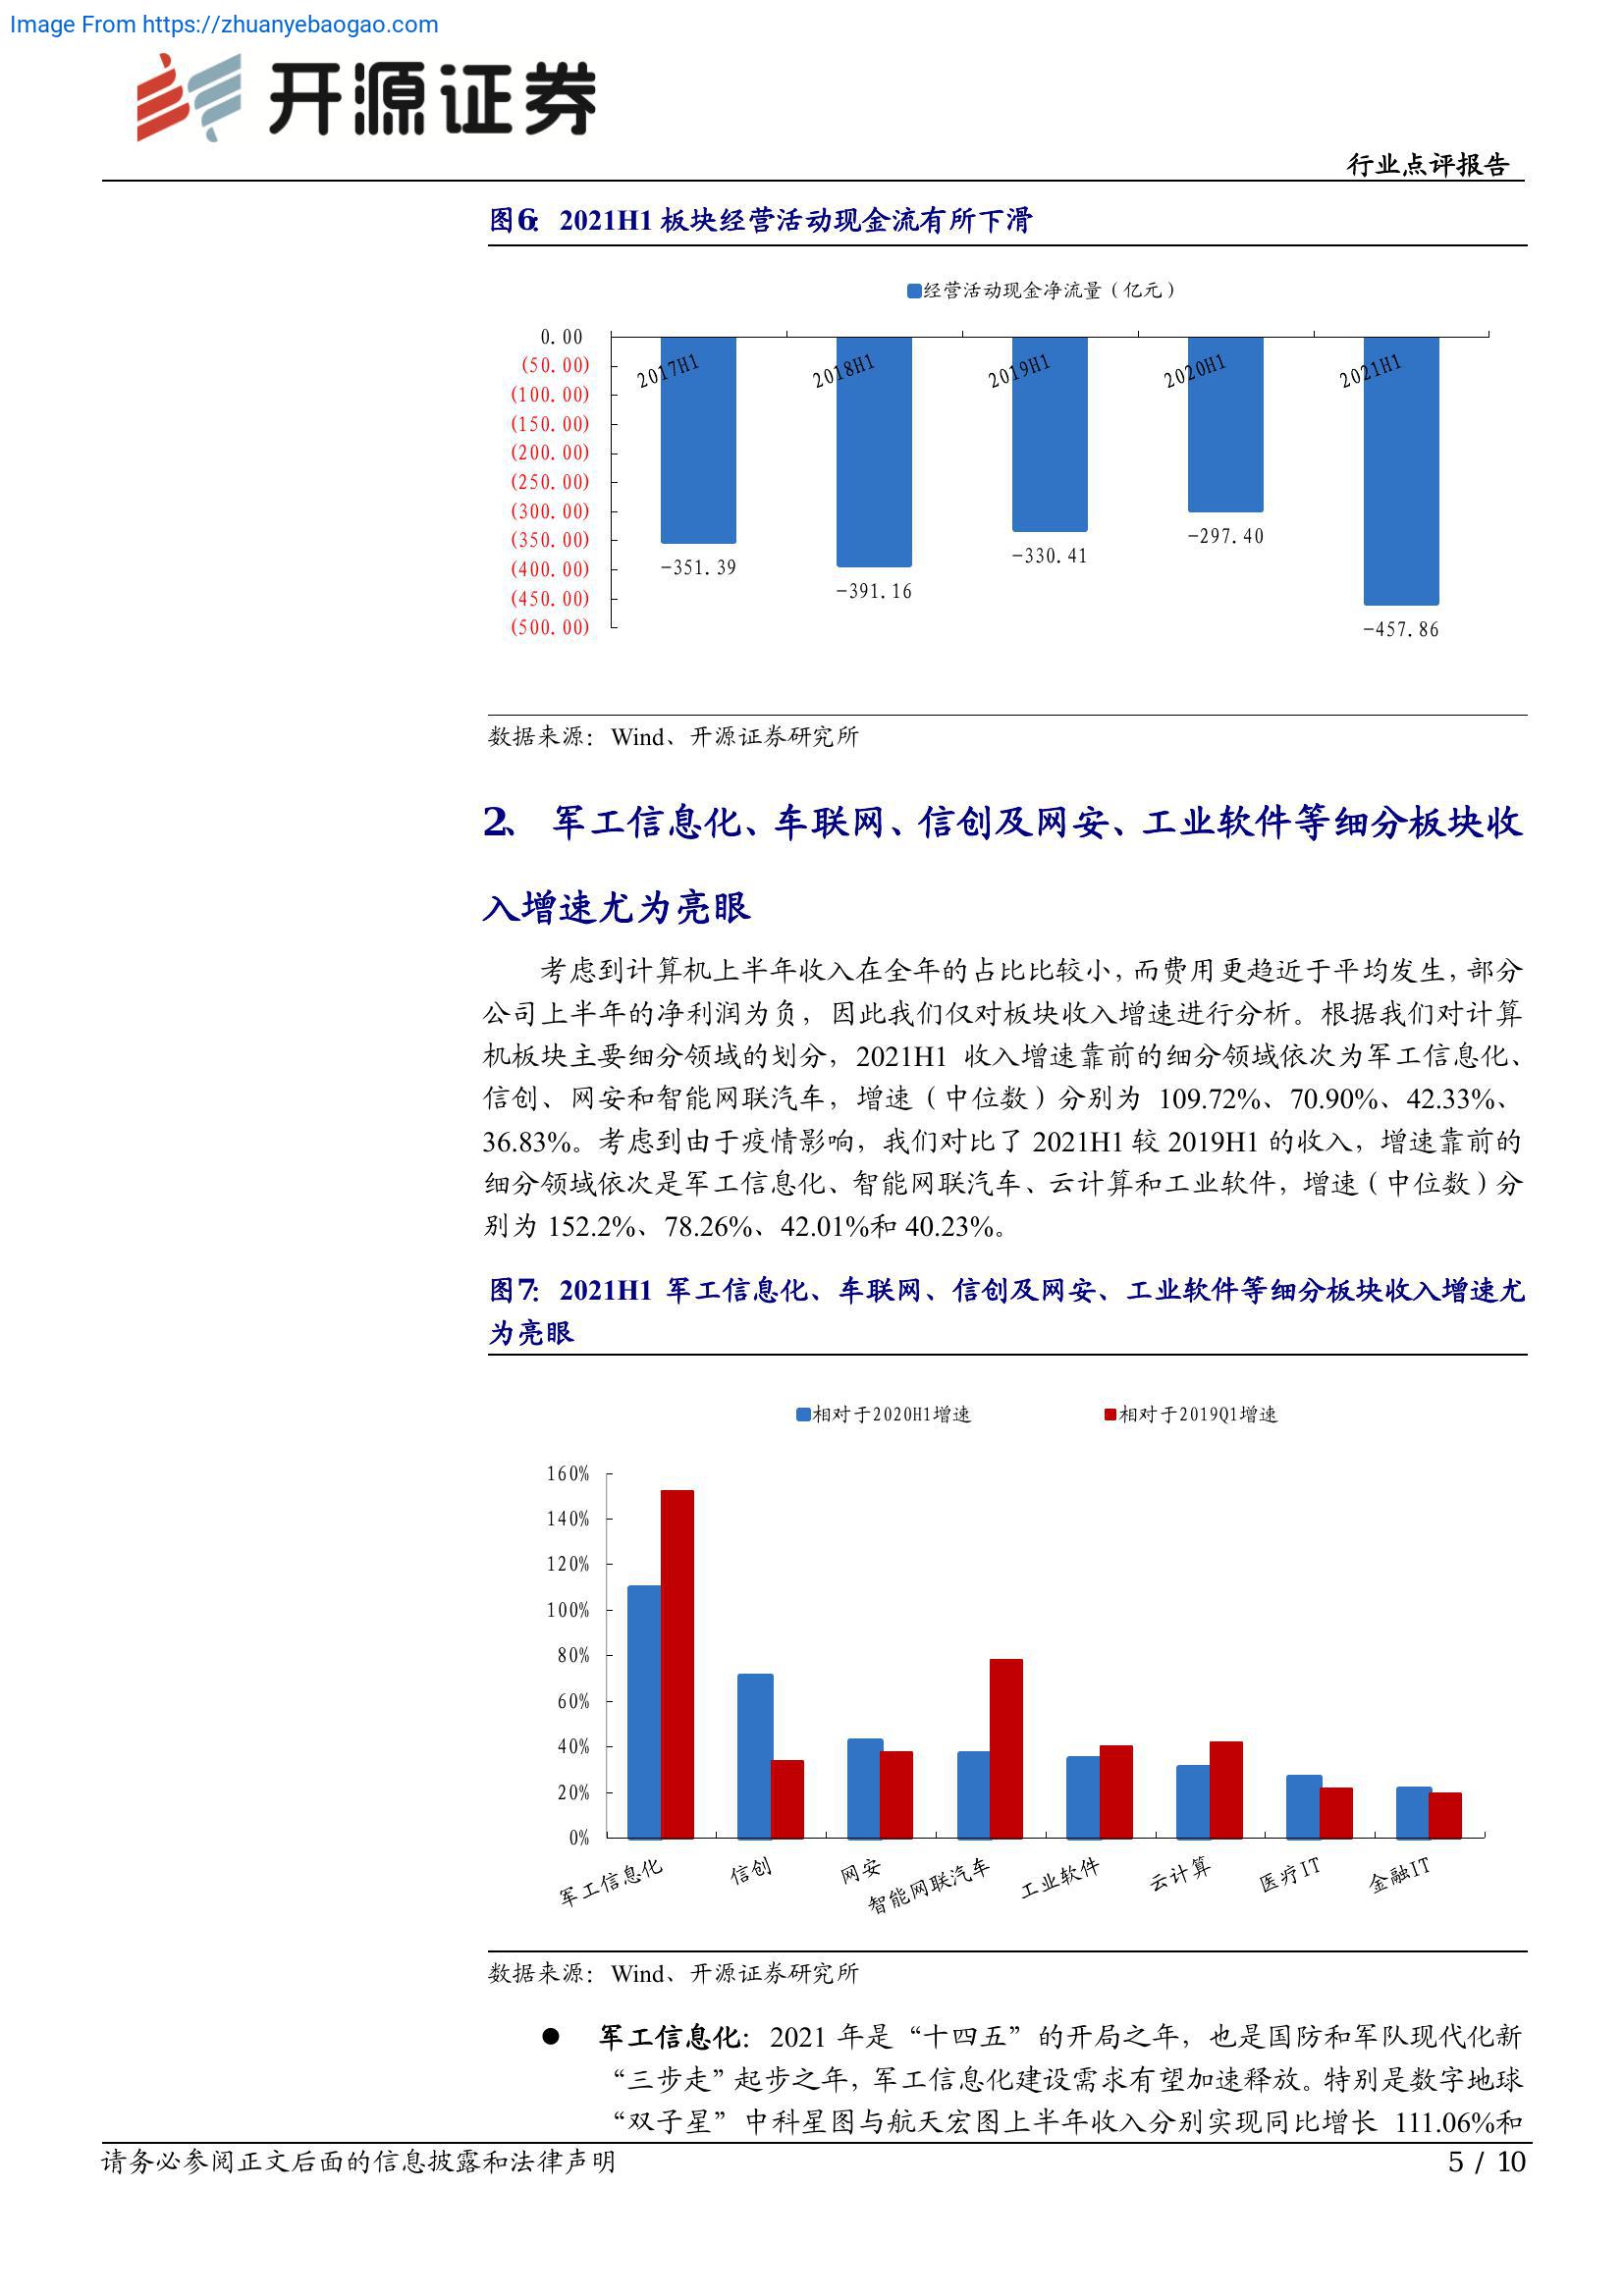 Image From https://zhuanyebaogao.com
开源证券
行业点评报告
图6： 2021H1 板块经营活动现金流有所下滑
经营活动现金净流量（亿元）
0.00
(50.00)
(100.00)
(150.00)
(200.00)
(250.00)
(300.00)
(350.00)
(400.00)
(450.00)
(500.00)
2017H1
2018H1
2019H1
2020H1
2021H1
-351.39
-391.16
-330.41
-297.40
-457.86
数据来源：Wind、开源证券研究所
2、 军工信息化、车联网、信创及网安、工业软件等细分板块收
入增速尤为亮眼
考虑到计算机上半年收入在全年的占比比较小，而费用更趋近于平均发生，部分
公司上半年的净利润为负，因此我们仅对板块收入增速进行分析。根据我们对计算
机板块主要细分领域的划分，2021H1 收入增速靠前的细分领域依次为军工信息化、
信创、网安和智能网联汽车，增速（中位数）分别为 109.72%、70.90%、42.33%、
36.83%。考虑到由于疫情影响，我们对比了 2021H1 较 2019H1 的收入，增速靠前的
细分领域依次是军工信息化、智能网联汽车、云计算和工业软件，增速（中位数）分
别为 152.2%、78.26%、42.01%和 40.23%。
图7： 2021H1 军工信息化、车联网、信创及网安、工业软件等细分板块收入增速尤
为亮眼
相对于2020H1增速
相对于2019Q1增速
160%
140%
120%
100%
80%
60%
40%
20%
0%
军工信息化
信创
网安
智能网联汽车
工业软件
云计算
医疗IT
金融IT
数据来源：Wind、开源证券研究所
● 军工信息化：2021 年是“十四五”的开局之年，也是国防和军队现代化新
“三步走”起步之年，军工信息化建设需求有望加速释放。特别是数字地球
“双子星”中科星图与航天宏图上半年收入分别实现同比增长 111.06%和
请务必参阅正文后面的信息披露和法律声明
5 / 10